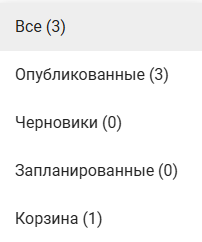 Все (3)
Опубликованные (3)
Черновики (0)
Запланированные (0)
Корзина (1)